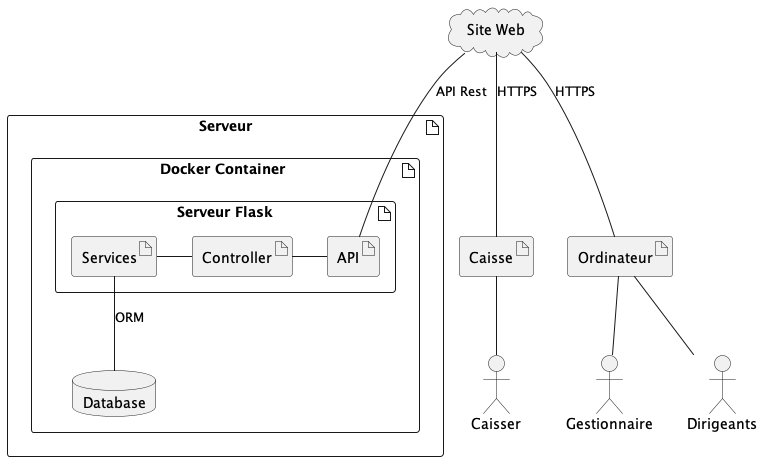 Site Web
API Rest
HTTPS
HTTPS
Serveur
Docker Container
Serveur Flask
Services
Controller
API
Caisse
Ordinateur
ORM
Database
Caisser
Gestionnaire
Dirigeants